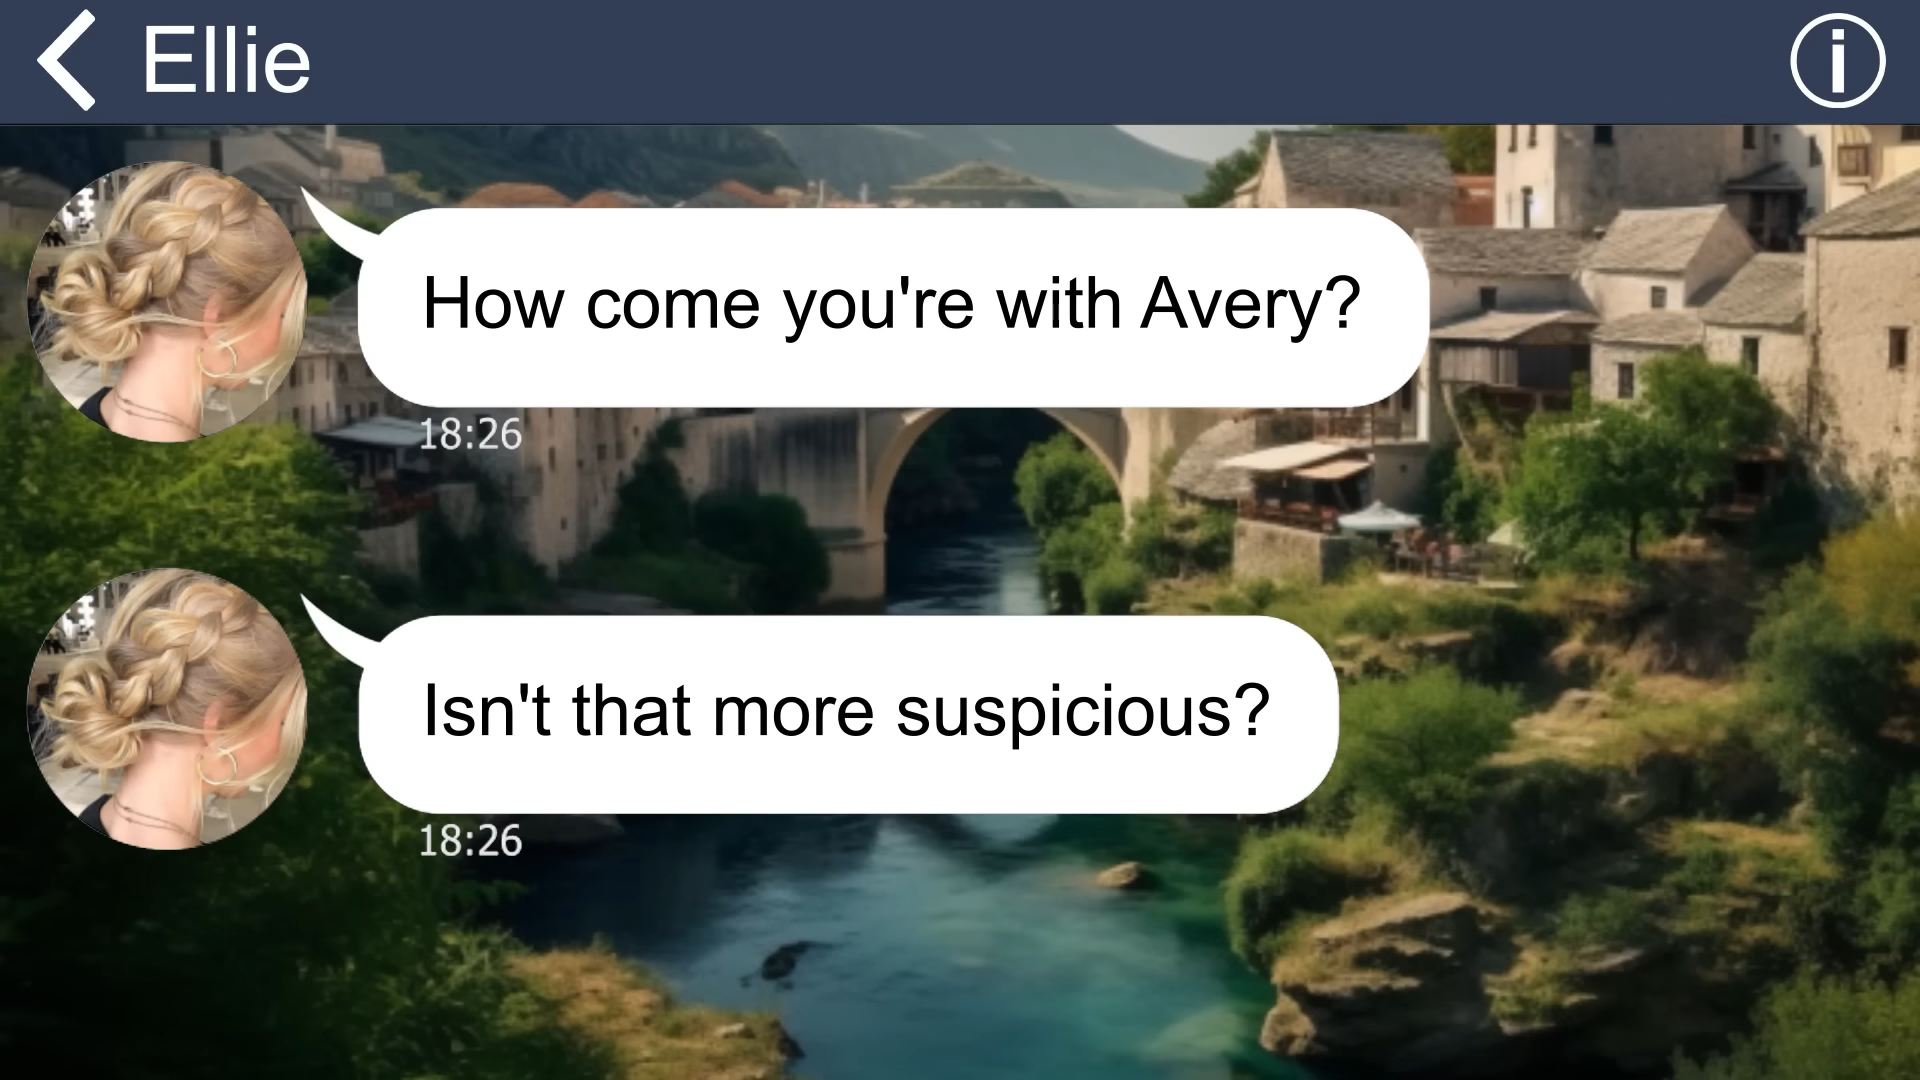 Ellie
How come you're with Avery?
18:26
Isn't that more suspicious?
18:26